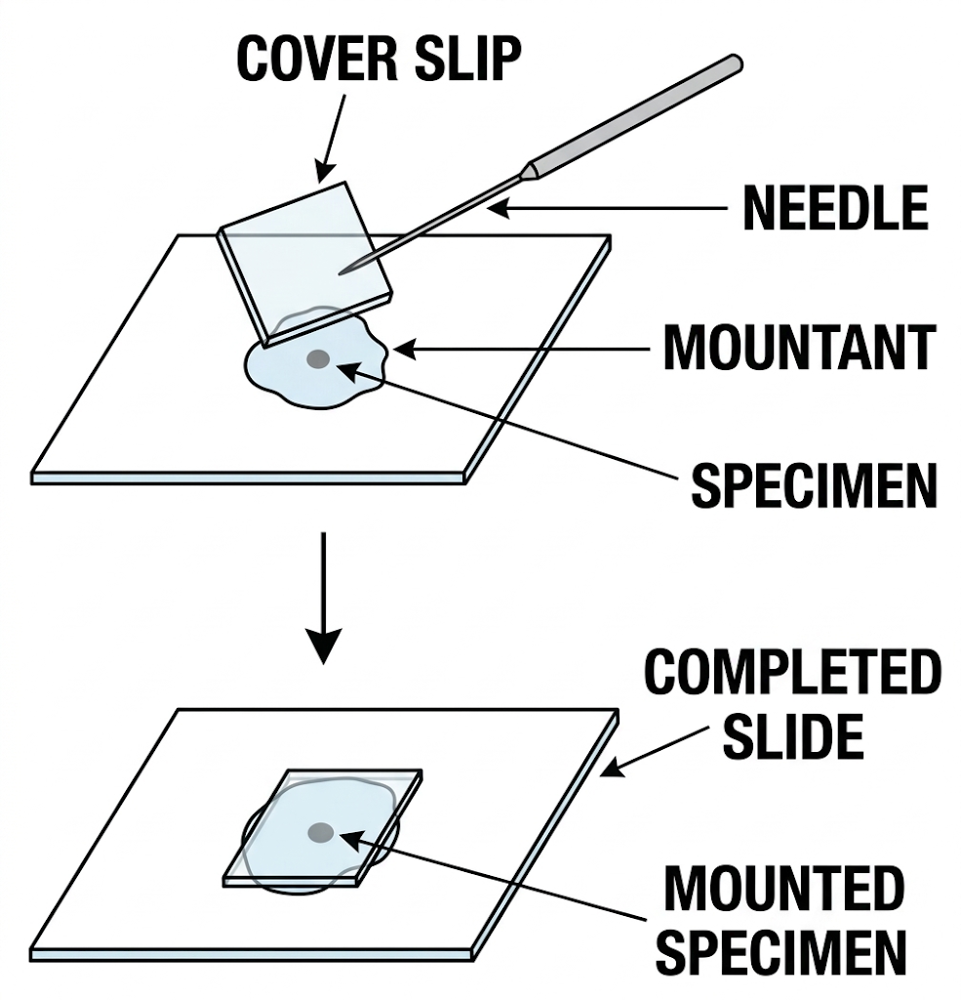 COVER SLIP
NEEDLE
MOUNTANT
SPECIMEN
COMPLETED
SLIDE
MOUNTED
SPECIMEN